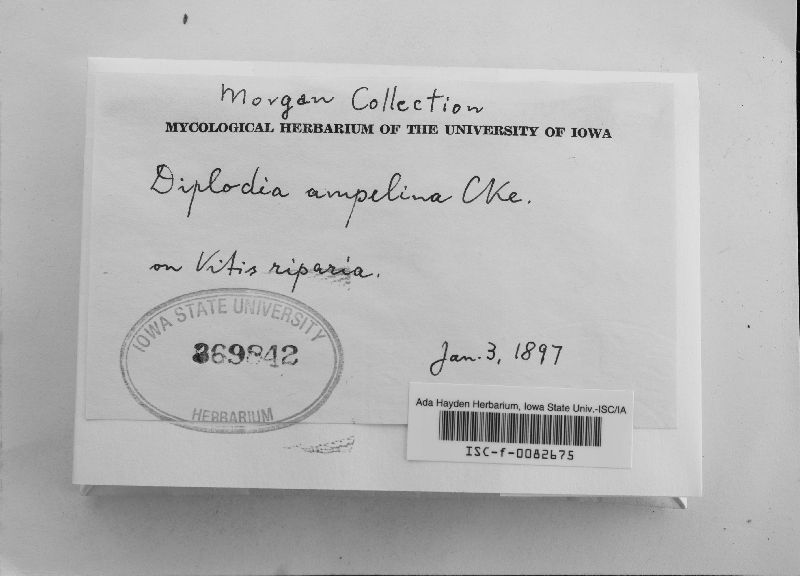 Morgan Collection
MYCOLOGICAL HERBARIUM OF THE UNIVERSITY OF IOWA
Diplodia ampelina CKe.
on Vitis riparia.
IOWA STATE UNIVERSITY
369842
HERBARIUM
Jan. 3, 1897
Ada Hayden Herbarium, Iowa State Univ.-ISC/IA
ISC-f-0082675